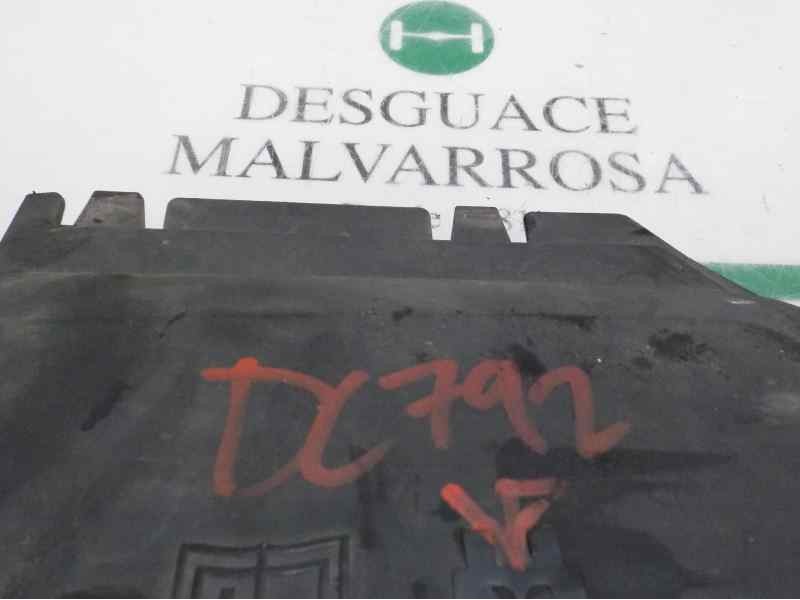 DESGUACE
MALVARROSA
DC792
VF